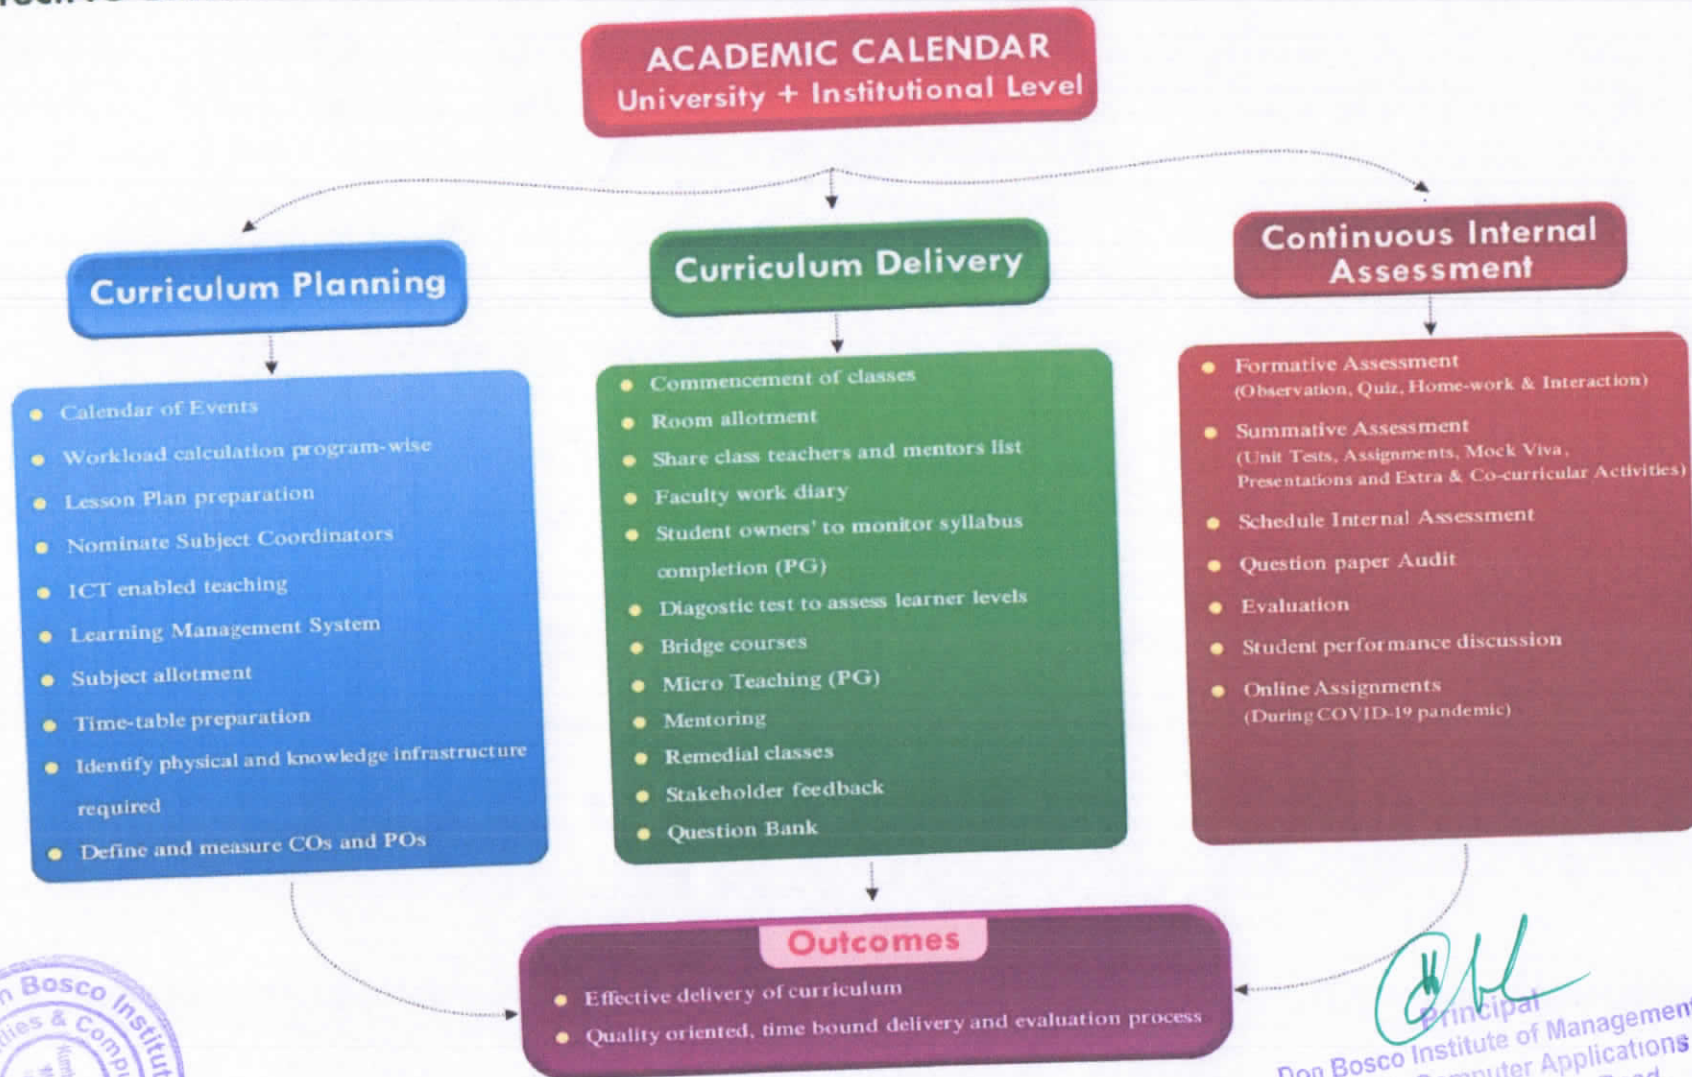 ACADEMIC CALENDAR
University + Institutional Level
Curriculum Planning
Calendar of Events
Workload calculation program-wise
Lesson Plan preparation
Nominate Subject Coordinators
ICT enabled teaching
Learning Management System
Subject allotment
Time-table preparation
Identify physical and knowledge infrastructure
required
Define and measure COs and POs
Curriculum Delivery
Commencement of classes
Room allotment
Share class teachers and mentors list
Faculty work diary
Student owners' to monitor syllabus
completion (PG)
Diagostic test to assess learner levels
Bridge courses
Micro Teaching (PG)
Mentoring
Remedial classes
Stakeholder feedback
Question Bank
Continuous Internal
Assessment
Formative Assessment
(Observation, Quiz, Home-work & Interaction)
Summative Assessment
(Unit Tests, Assignments, Mock Viva,
Presentations and Extra & Co-curricular Activities)
Schedule Internal Assessment
Question paper Audit
Evaluation
Student performance discussion
Online Assignments
(During COVID-19 pandemic)
Outcomes
Effective delivery of curriculum
Quality oriented, time bound delivery and evaluation process
Bosco
&
Principal
Don Bosco Institute of Management
Applications